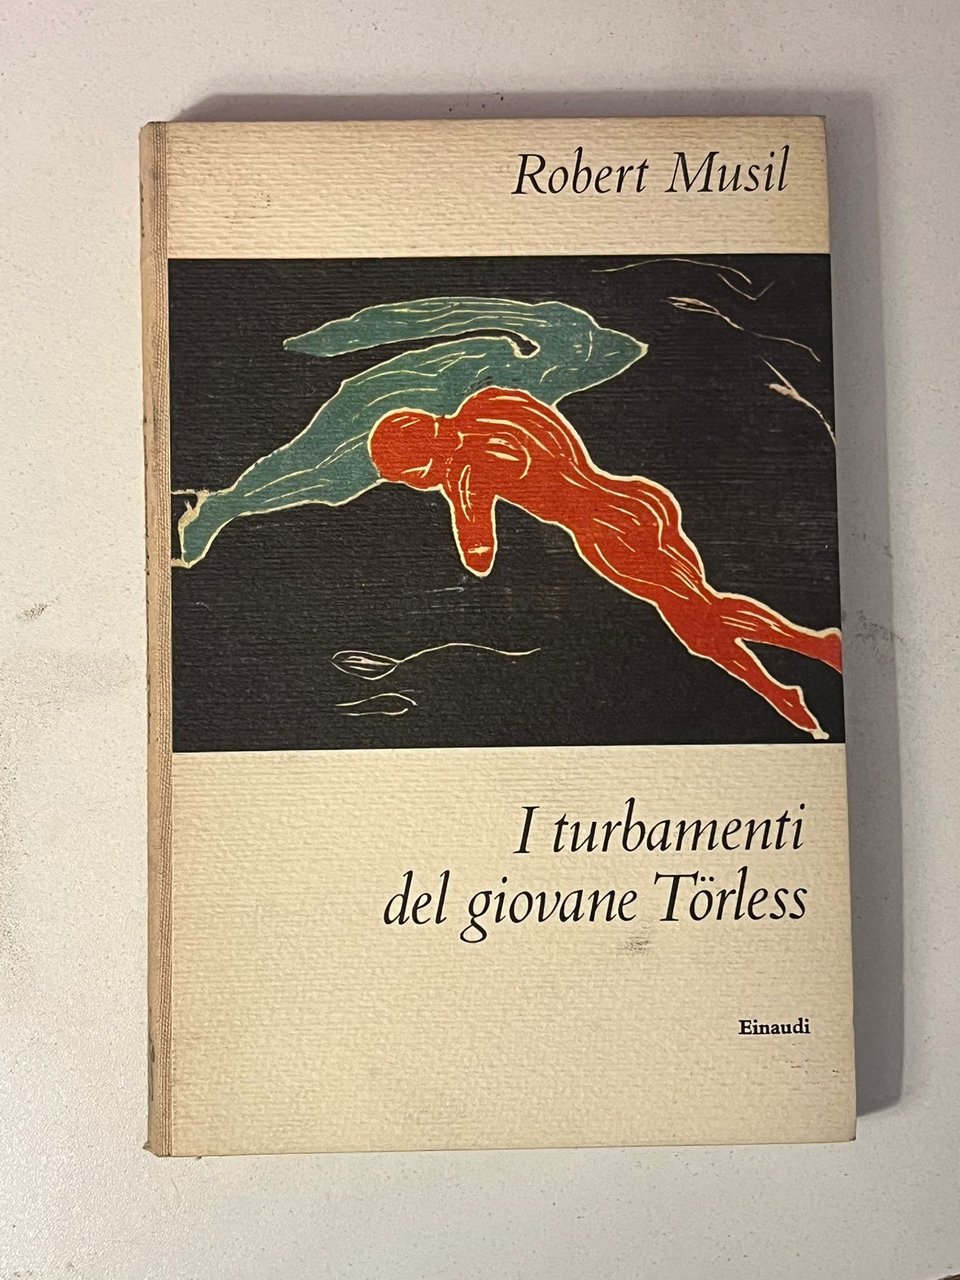 Robert Musil
I turbamenti
del giovane Törless
Einaudi